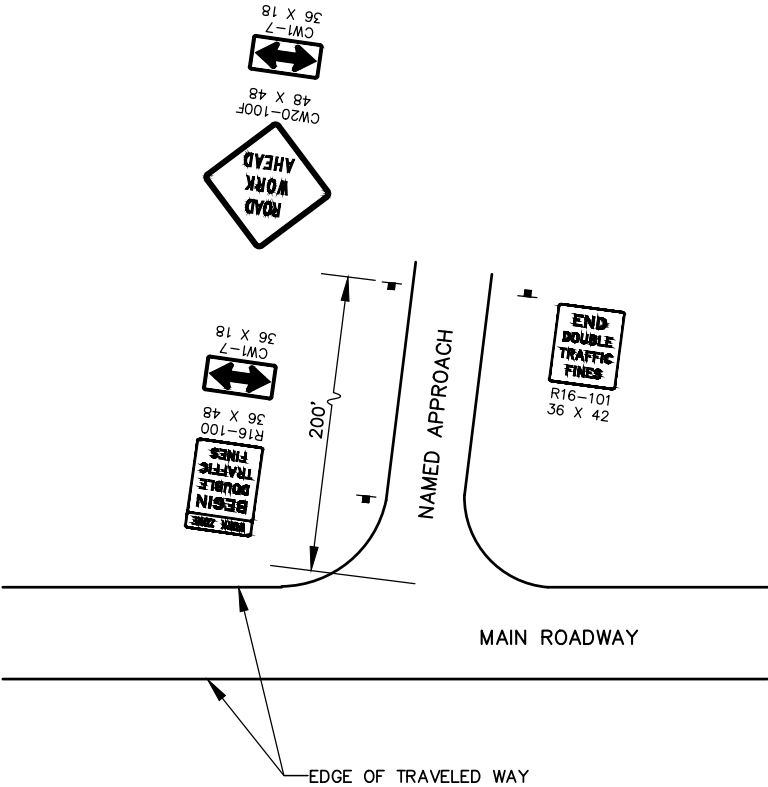 CW1-7
36 X 18
ROAD
WORK
AHEAD
CW20-100F
48 X 48
CW1-7
36 X 18
WORK ZONE
BEGIN
DOUBLE
TRAFFIC
FINES
R16-100
36 X 48
200'
NAMED APPROACH
END
DOUBLE
TRAFFIC
FINES
R16-101
36 X 42
MAIN ROADWAY
EDGE OF TRAVELED WAY